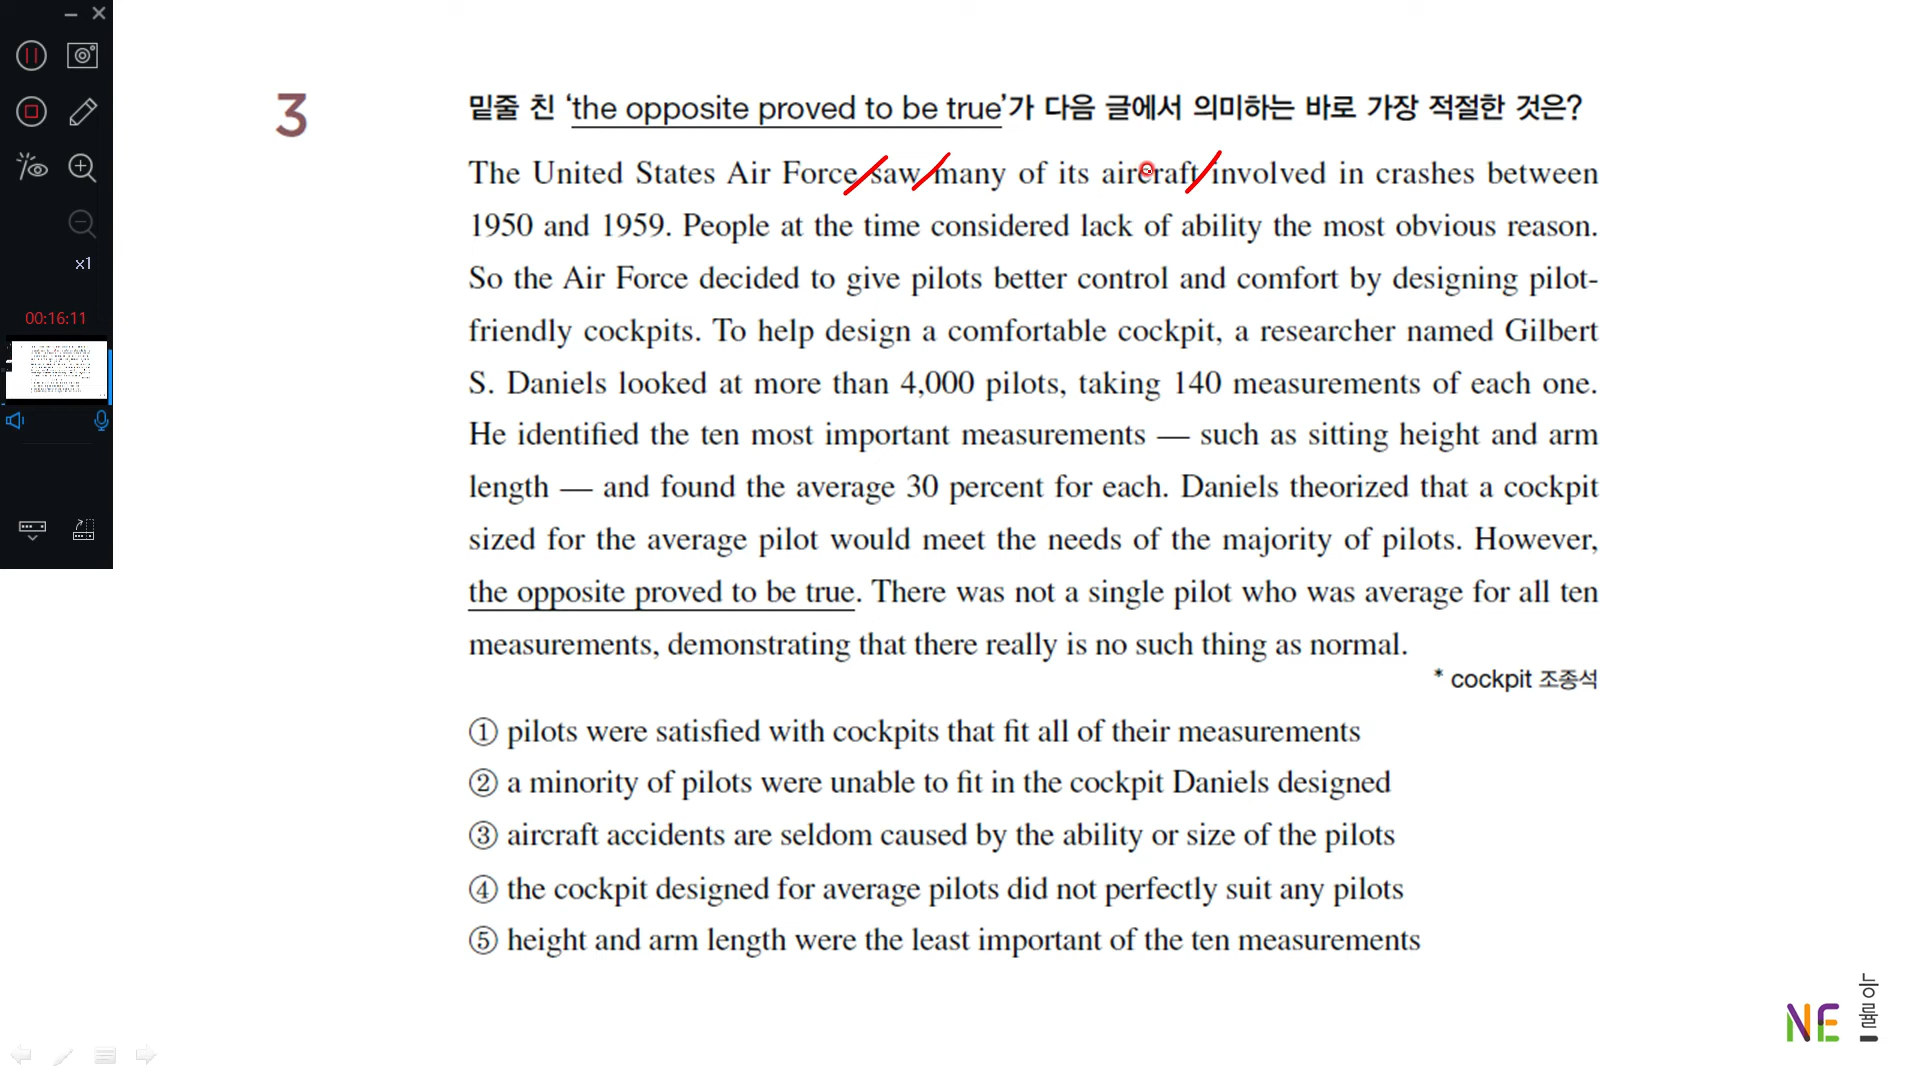 x1
00:16:11
3
밑줄 친 ‘the opposite proved to be true’가 다음 글에서 의미하는 바로 가장 적절한 것은?
The United States Air Force saw many of its aircraft involved in crashes between
1950 and 1959. People at the time considered lack of ability the most obvious reason.
So the Air Force decided to give pilots better control and comfort by designing pilot-
friendly cockpits. To help design a comfortable cockpit, a researcher named Gilbert
S. Daniels looked at more than 4,000 pilots, taking 140 measurements of each one.
He identified the ten most important measurements — such as sitting height and arm
length — and found the average 30 percent for each. Daniels theorized that a cockpit
sized for the average pilot would meet the needs of the majority of pilots. However,
the opposite proved to be true. There was not a single pilot who was average for all ten
measurements, demonstrating that there really is no such thing as normal.
* cockpit 조종석
① pilots were satisfied with cockpits that fit all of their measurements
② a minority of pilots were unable to fit in the cockpit Daniels designed
③ aircraft accidents are seldom caused by the ability or size of the pilots
④ the cockpit designed for average pilots did not perfectly suit any pilots
⑤ height and arm length were the least important of the ten measurements
NE 능률